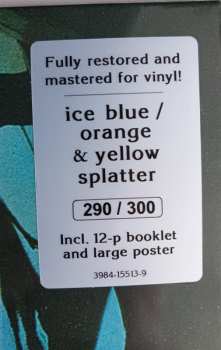 Fully restored and
mastered for vinyl!
ice blue /
orange
& yellow
splatter
290 / 300
Incl. 12-p booklet
and large poster
3984-15513-9